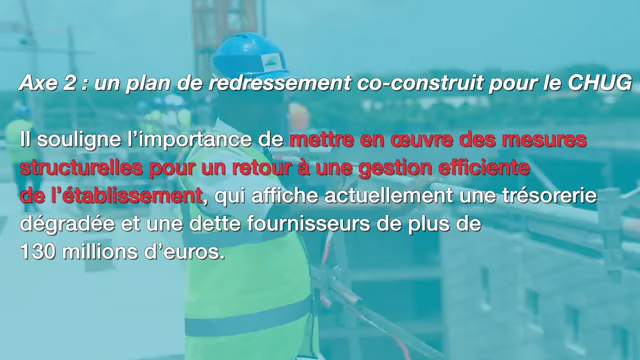 Axe 2 : un plan de redressement co-construit pour le CHUG
Il souligne l’importance de mettre en œuvre des mesures
structurelles pour un retour à une gestion efficiente
de l’établissement, qui affiche actuellement une trésorerie
dégradée et une dette fournisseurs de plus de
130 millions d’euros.